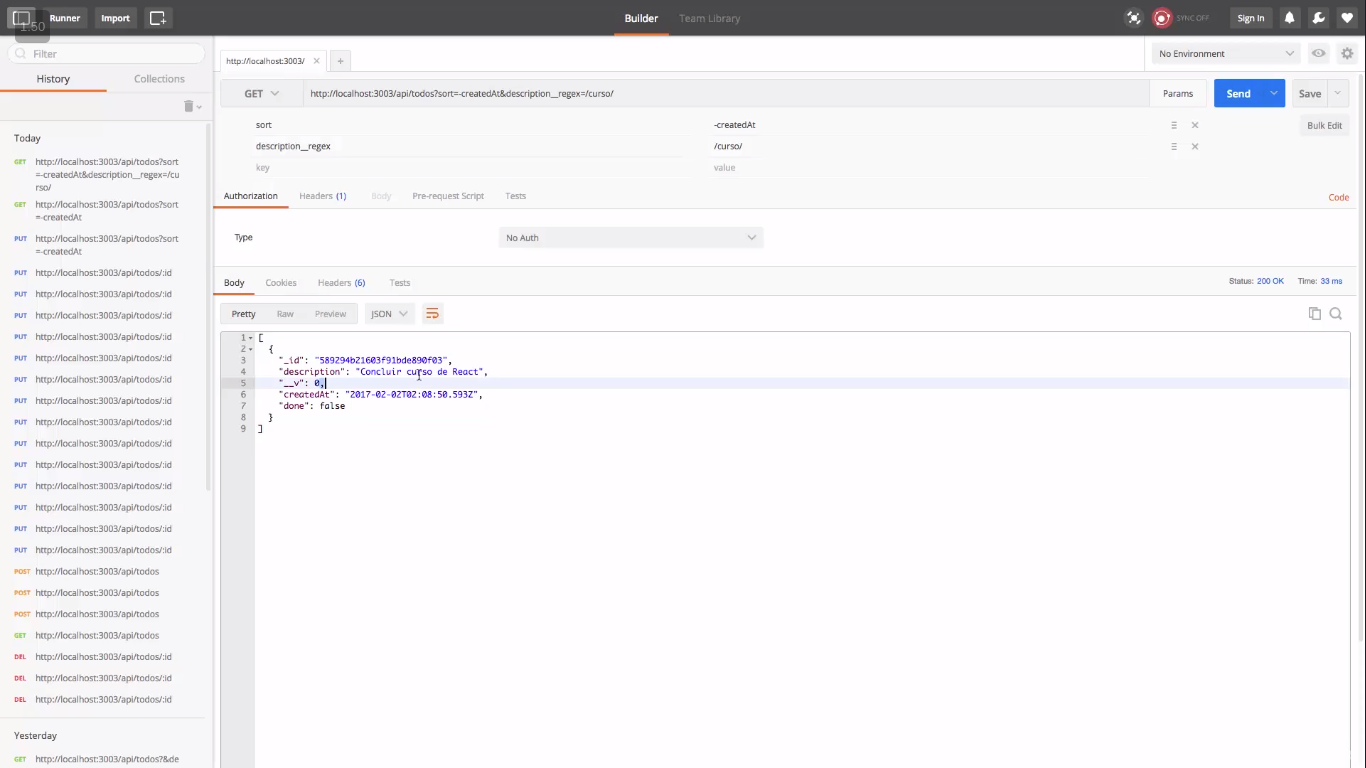 1:50
Runner
Import
Builder
Team Library
SYNC OFF
Sign In
Filter
History
Collections
Today
GET http://localhost:3003/api/todos?sort
=-createdAt&description__regex=/cu
rso/
GET http://localhost:3003/api/todos?sort
=-createdAt
PUT http://localhost:3003/api/todos?sort
=-createdAt
PUT http://localhost:3003/api/todos/:id
PUT http://localhost:3003/api/todos/:id
PUT http://localhost:3003/api/todos/:id
PUT http://localhost:3003/api/todos/:id
PUT http://localhost:3003/api/todos/:id
PUT http://localhost:3003/api/todos/:id
PUT http://localhost:3003/api/todos/:id
PUT http://localhost:3003/api/todos/:id
PUT http://localhost:3003/api/todos/:id
PUT http://localhost:3003/api/todos/:id
PUT http://localhost:3003/api/todos/:id
PUT http://localhost:3003/api/todos/:id
PUT http://localhost:3003/api/todos/:id
PUT http://localhost:3003/api/todos/:id
POST http://localhost:3003/api/todos
POST http://localhost:3003/api/todos
POST http://localhost:3003/api/todos
GET http://localhost:3003/api/todos
DEL http://localhost:3003/api/todos/:id
DEL http://localhost:3003/api/todos/:id
DEL http://localhost:3003/api/todos/:id
Yesterday
GET http://localhost:3003/api/todos?&de
http://localhost:3003/
No Environment
GET http://localhost:3003/api/todos?sort=-createdAt&description__regex=/curso/
Params
Send
Save
sort -createdAt
Bulk Edit
description__regex /curso/
key value
Authorization Headers (1) Body Pre-request Script Tests
Code
Type No Auth
Body Cookies Headers (6) Tests
Status: 200 OK Time: 33 ms
Pretty Raw Preview JSON
1 [
2 {
3 "_id": "589294b21603f91bde890f03",
4 "description": "Concluir curso de React",
5 "__v": 0,
6 "createdAt": "2017-02-02T02:08:50.593Z",
7 "done": false
8 }
9 ]